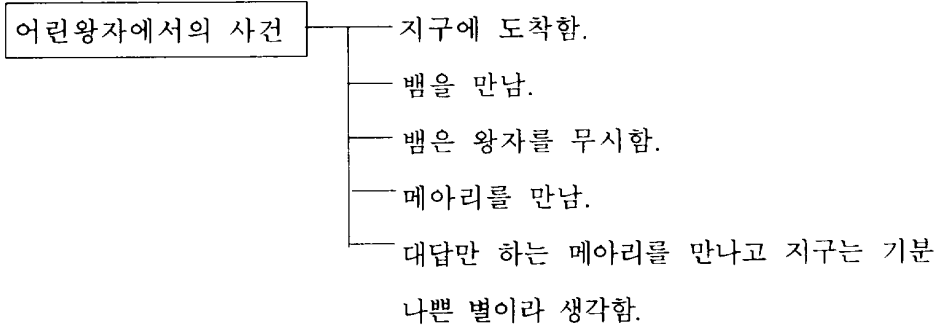 어린왕자에서의 사건
지구에 도착함.
뱀을 만남.
뱀은 왕자를 무시함.
메아리를 만남.
대답만 하는 메아리를 만나고 지구는 기분
나쁜 별이라 생각함.